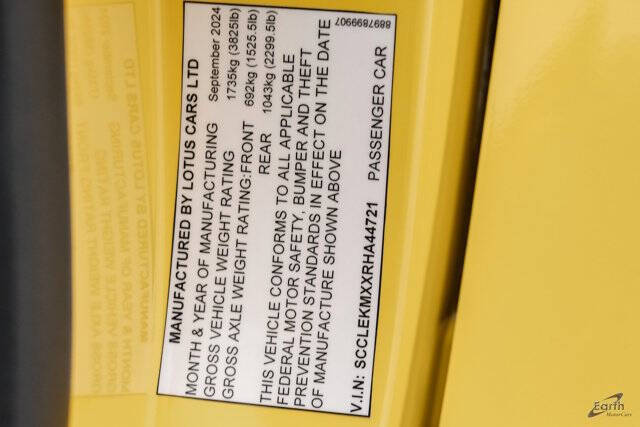 MANUFACTURED BY LOTUS CARS LTD
MONTH & YEAR OF MANUFACTURING September 2024
GROSS VEHICLE WEIGHT RATING 1735kg (3825lb)
GROSS AXLE WEIGHT RATING: FRONT 692kg (1525.5lb)
REAR 1043kg (2299.5lb)
THIS VEHICLE CONFORMS TO ALL APPLICABLE
FEDERAL MOTOR SAFETY, BUMPER AND THEFT
PREVENTION STANDARDS IN EFFECT ON THE DATE
OF MANUFACTURE SHOWN ABOVE
V.I.N: SCCLEKMXXRHA44721 PASSENGER CAR
8897899907
Earth
MotorCars